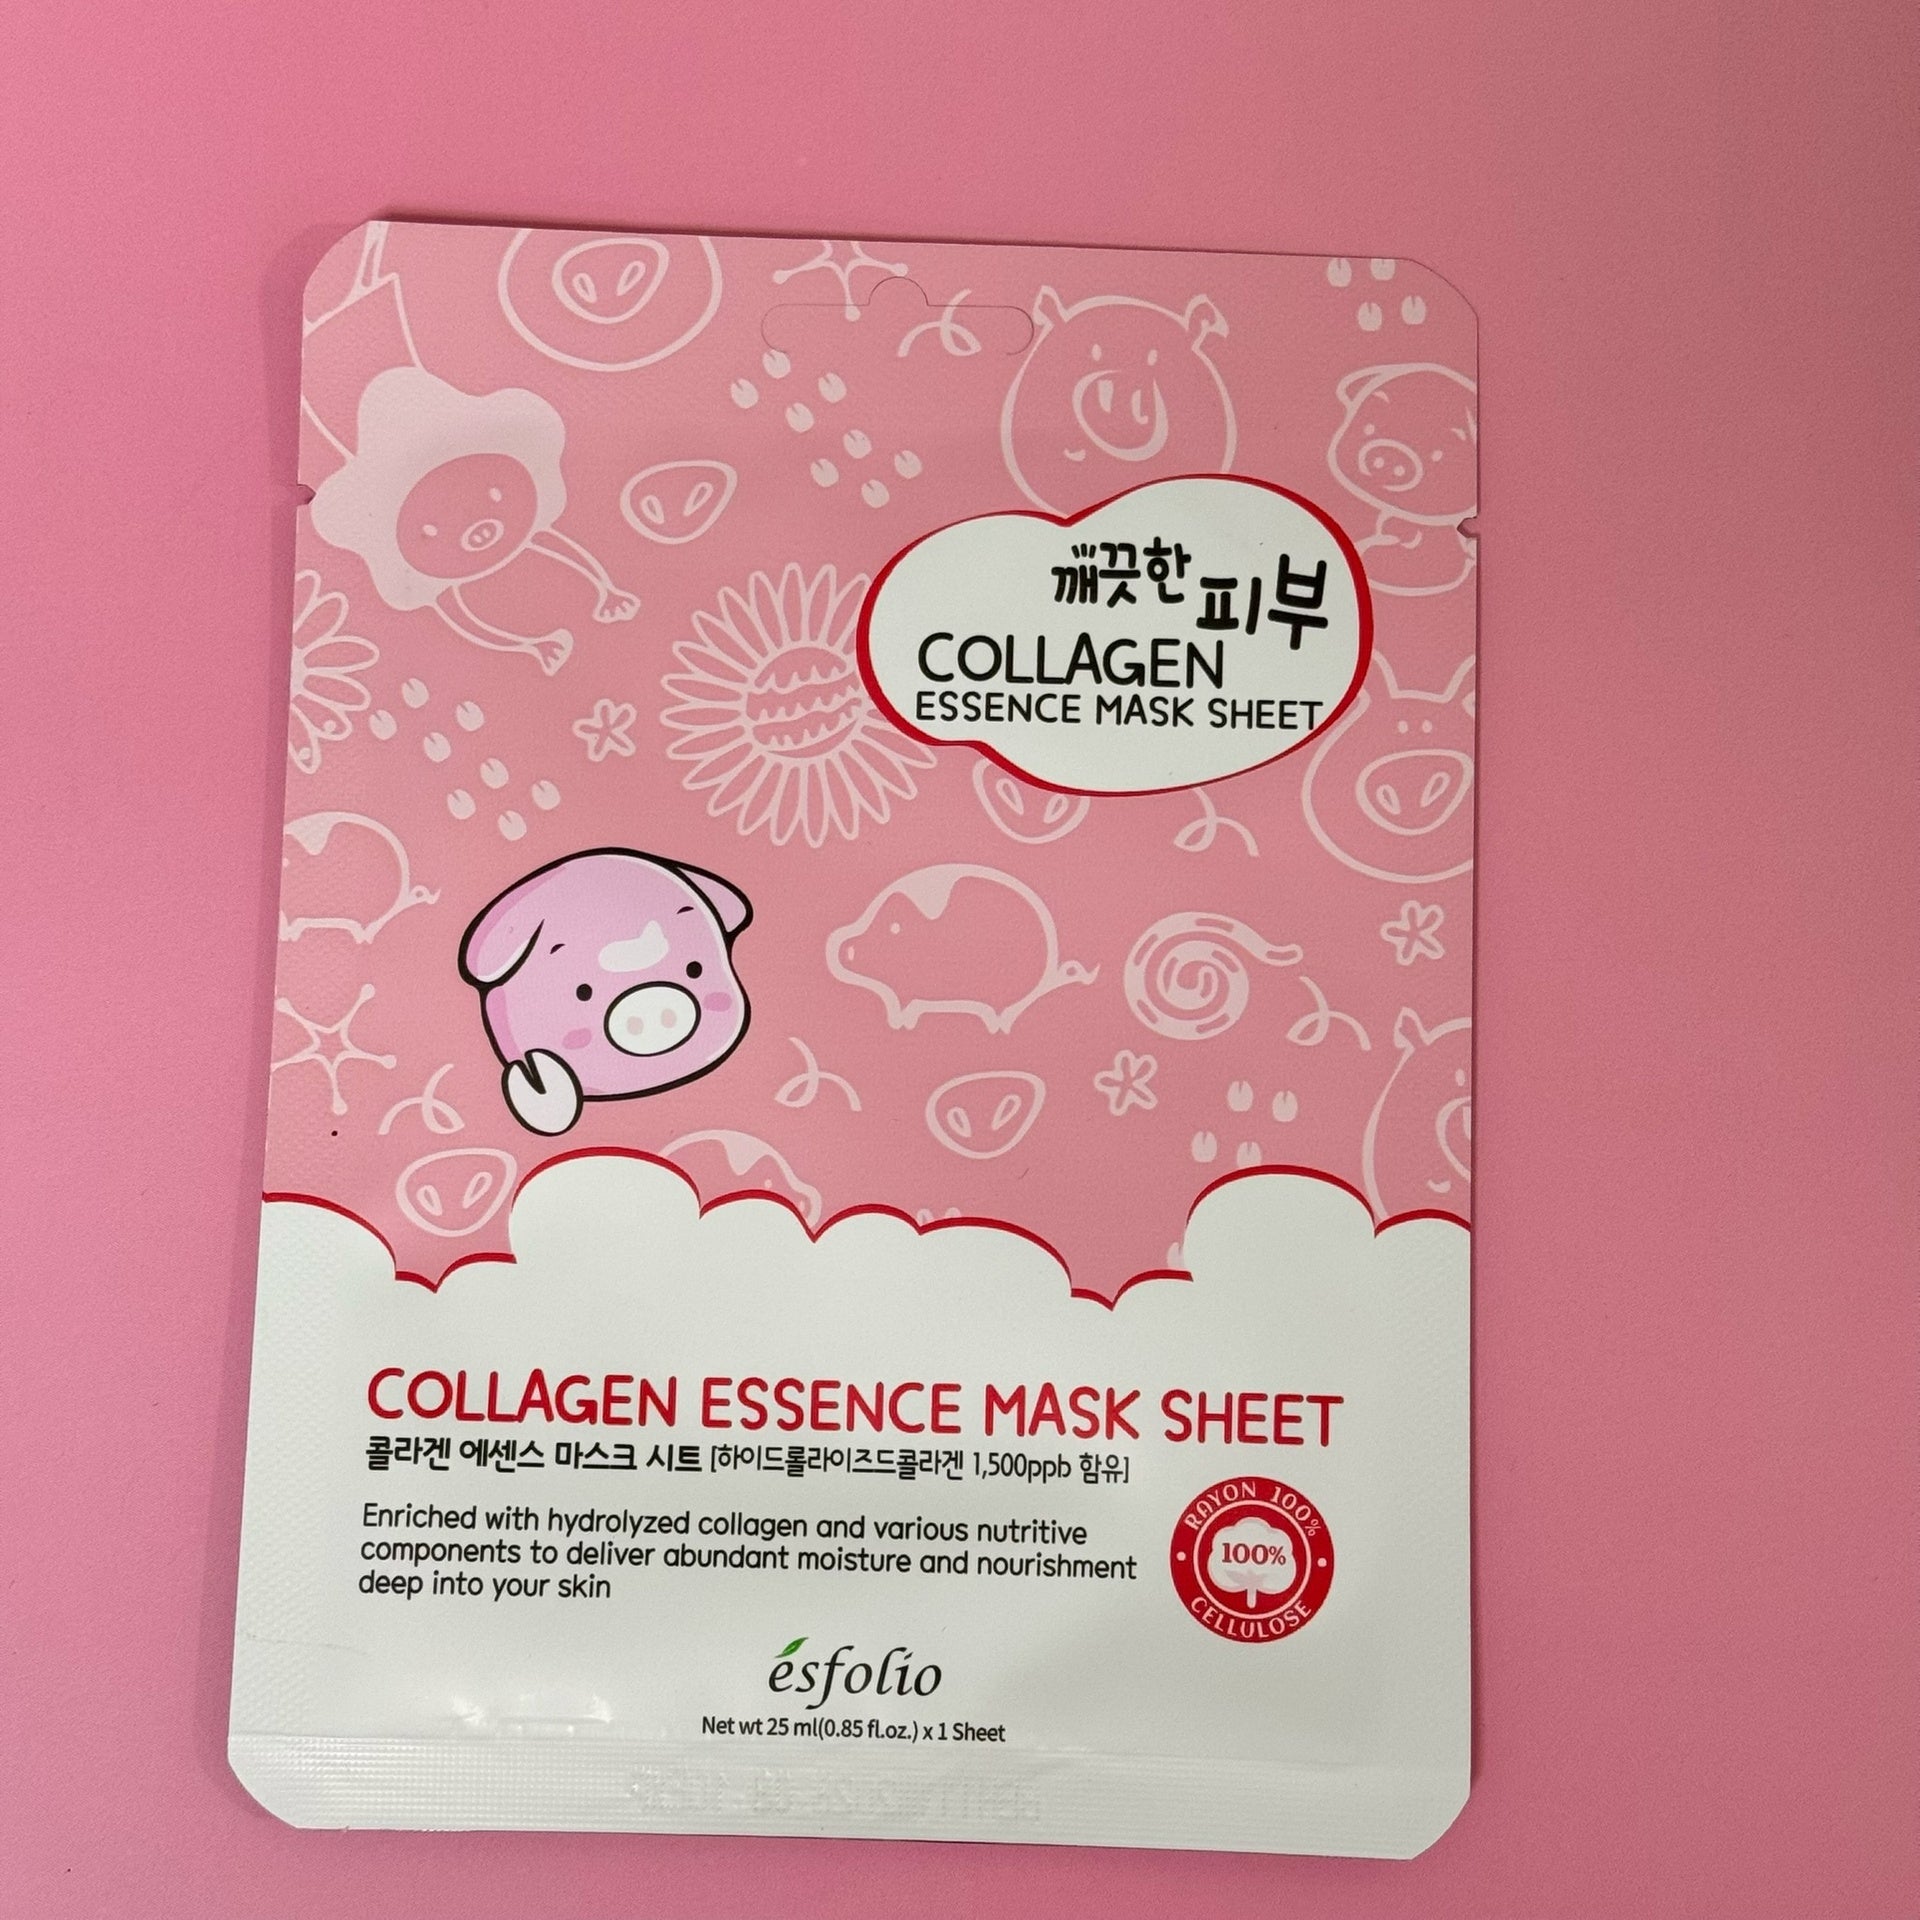 깨끗한 피부
COLLAGEN
ESSENCE MASK SHEET
COLLAGEN ESSENCE MASK SHEET
콜라겐 에센스 마스크 시트 [하이드롤라이즈드콜라겐 1,500ppb 함유]
Enriched with hydrolyzed collagen and various nutritive
components to deliver abundant moisture and nourishment
deep into your skin
RAYON 100%
100%
CELLULOSE
ésfolío
Net wt 25 ml(0.85 fl.oz.) x 1 Sheet